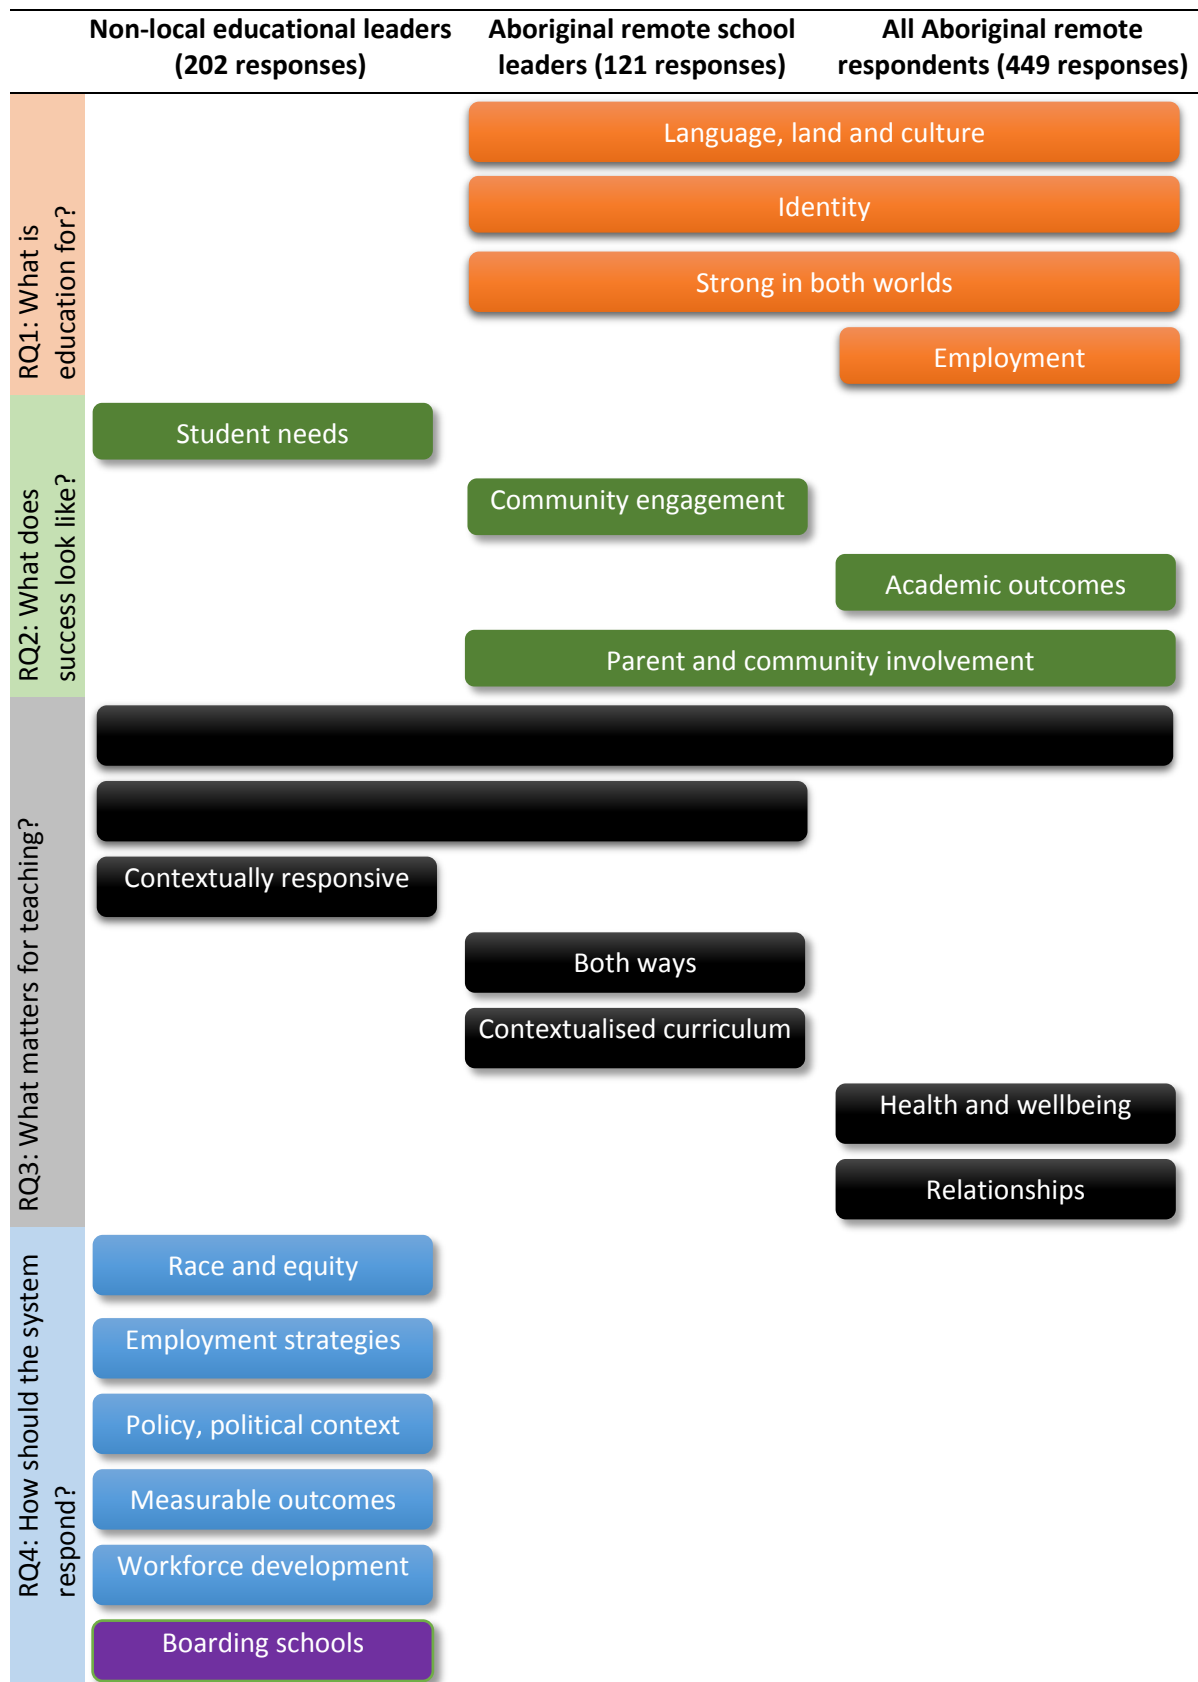 Non-local educational leaders
(202 responses)
Aboriginal remote school
leaders (121 responses)
All Aboriginal remote
respondents (449 responses)
RQ1: What is
education for?
Language, land and culture
Identity
Strong in both worlds
Employment
RQ2: What does
success look like?
Student needs
Community engagement
Academic outcomes
Parent and community involvement
RQ3: What matters for teaching?
Contextually responsive
Both ways
Contextualised curriculum
Health and wellbeing
Relationships
RQ4: How should the system
respond?
Race and equity
Employment strategies
Policy, political context
Measurable outcomes
Workforce development
Boarding schools